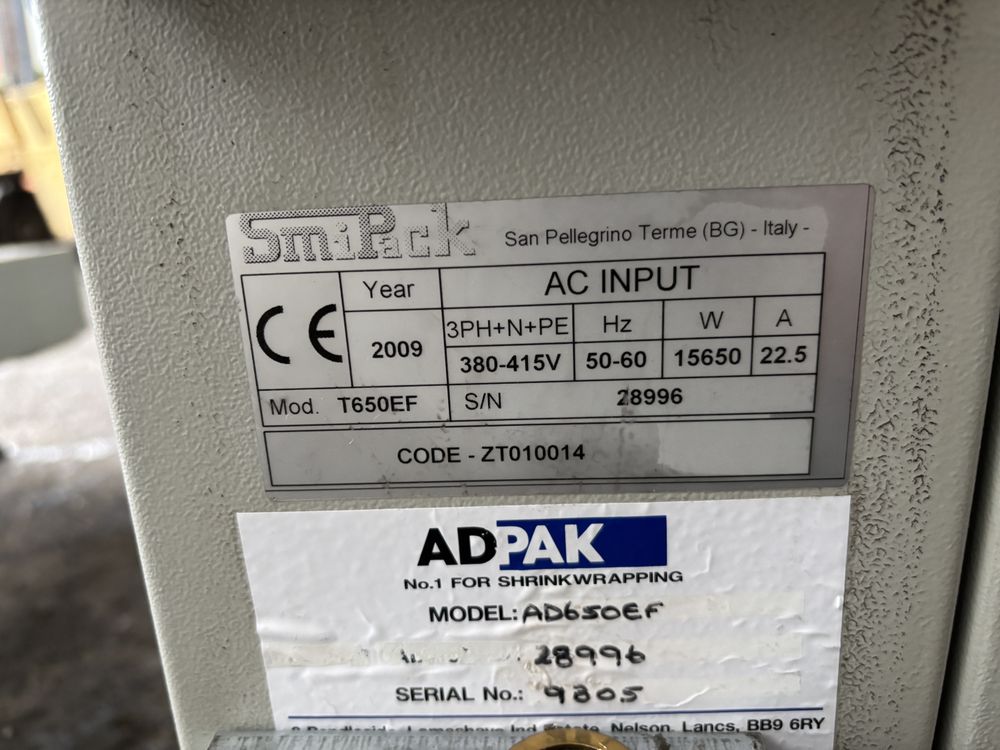 SmiPack San Pellegrino Terme (BG) - Italy -
CE Year AC INPUT
2009 3PH+N+PE Hz W A
380-415V 50-60 15650 22.5
Mod. T650EF S/N 28996
CODE - ZT010014
ADPAK
No.1 FOR SHRINKWRAPPING
MODEL: AD650EF
28996
SERIAL No.: 9805
Nelson, Lancs, BB9 6RY